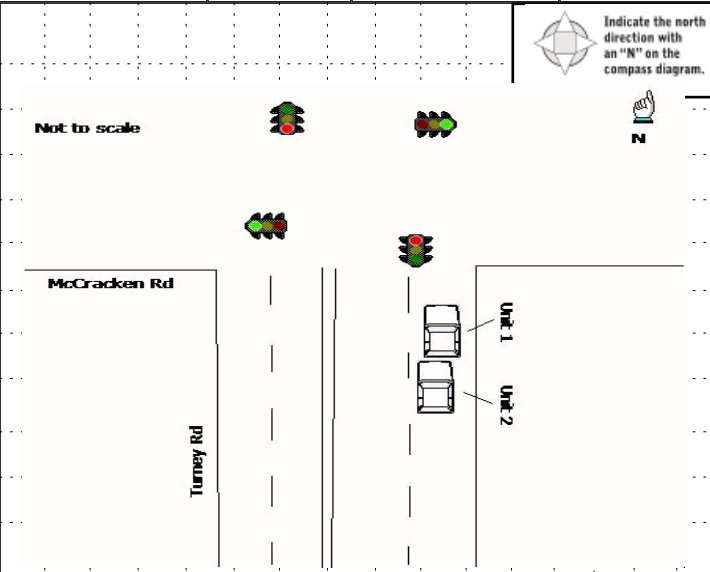 Indicate the north
direction with
an "N" on the
compass diagram.
Not to scale
N
McCracken Rd
Unit 1
Unit 2
Turney Rd